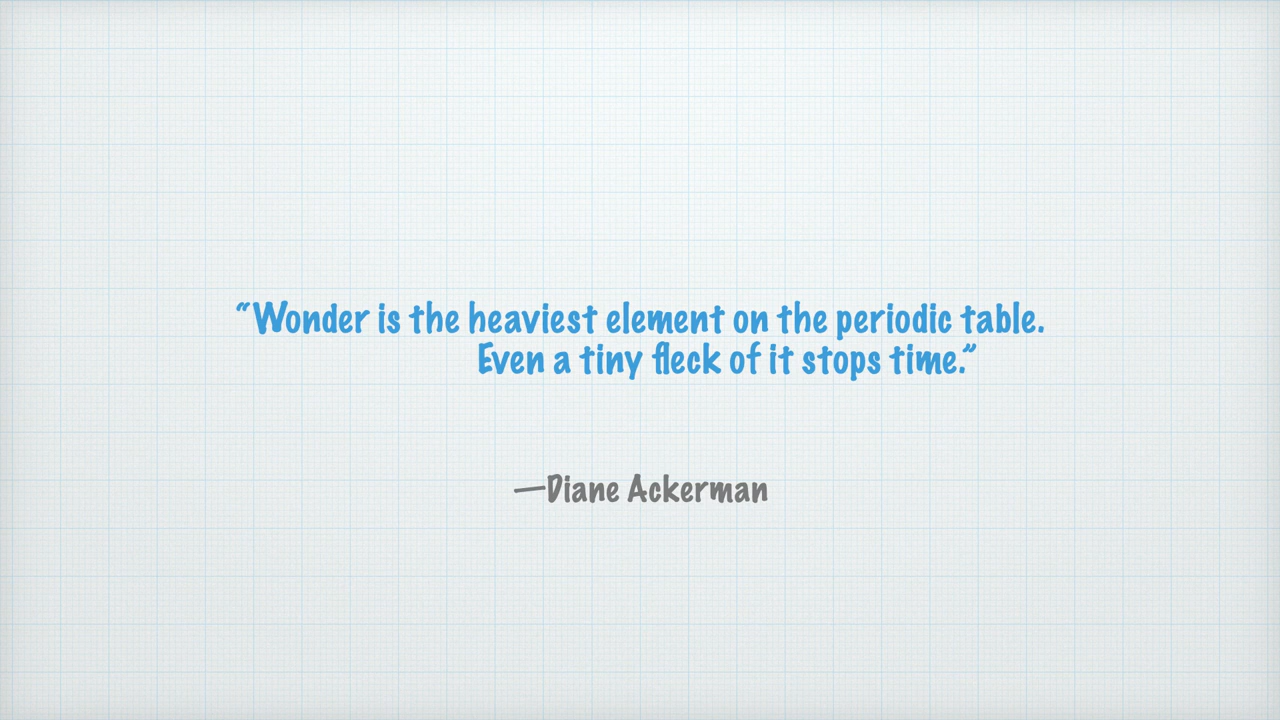 “Wonder is the heaviest element on the periodic table.
Even a tiny fleck of it stops time.”
—Diane Ackerman